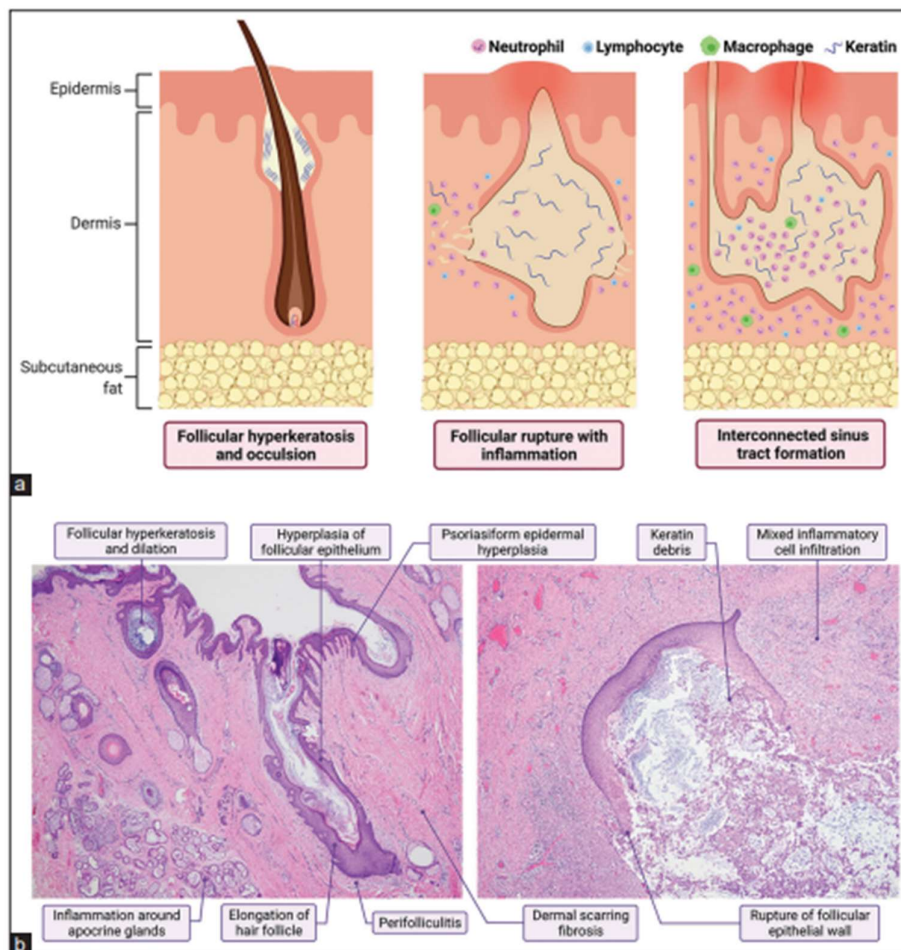 Neutrophil Lymphocyte Macrophage Keratin
Epidermis
Dermis
Subcutaneous
fat
Follicular hyperkeratosis
and occulsion
Follicular rupture with
inflammation
Interconnected sinus
tract formation
a
Follicular hyperkeratosis
and dilation
Hyperplasia of
follicular epithelium
Psoriasiform epidermal
hyperplasia
Keratin
debris
Mixed inflammatory
cell infiltration
Inflammation around
apocrine glands
Elongation of
hair follicle
Perifolliculitis
Dermal scarring
fibrosis
Rupture of follicular
epithelial wall
b